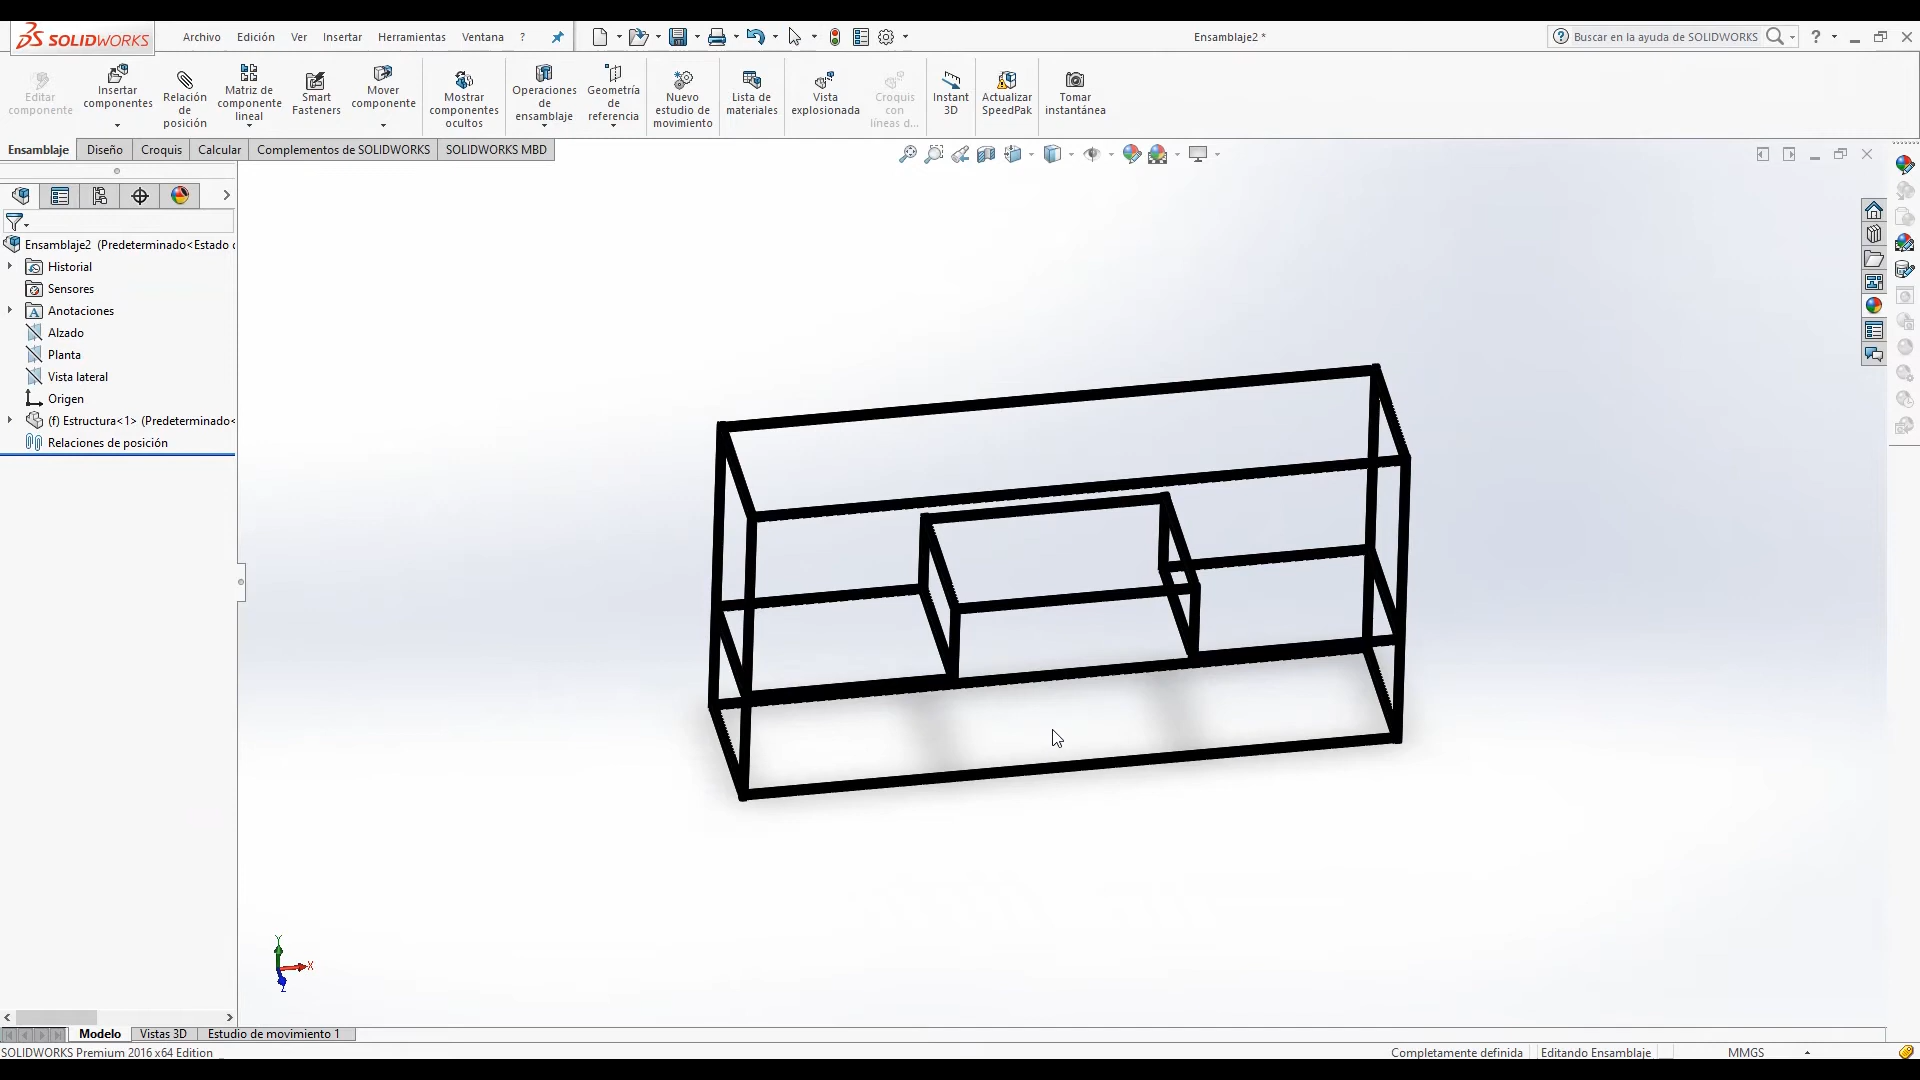 SOLIDWORKS
Archivo Edición Ver Insertar Herramientas Ventana ?
Ensamblaje2 *
Buscar en la ayuda de SOLIDWORKS
?
Editar
componente
Insertar
componentes
Relación
de
posición
Matriz de
componente
lineal
Smart
Fasteners
Mover
componente
Mostrar
componentes
ocultos
Operaciones
de
ensamblaje
Geometría
de
referencia
Nuevo
estudio de
movimiento
Lista de
materiales
Vista
explosionada
Croquis
con
líneas d...
Instant
3D
Actualizar
SpeedPak
Tomar
instantánea
Ensamblaje Diseño Croquis Calcular Complementos de SOLIDWORKS SOLIDWORKS MBD
Ensamblaje2 (Predeterminado<Estado
Historial
Sensores
Anotaciones
Alzado
Planta
Vista lateral
Origen
(f) Estructura<1> (Predeterminado<
Relaciones de posición
Y
X
Z
Modelo Vistas 3D Estudio de movimiento 1
SOLIDWORKS Premium 2016 x64 Edition
Completamente definida Editando Ensamblaje MMGS